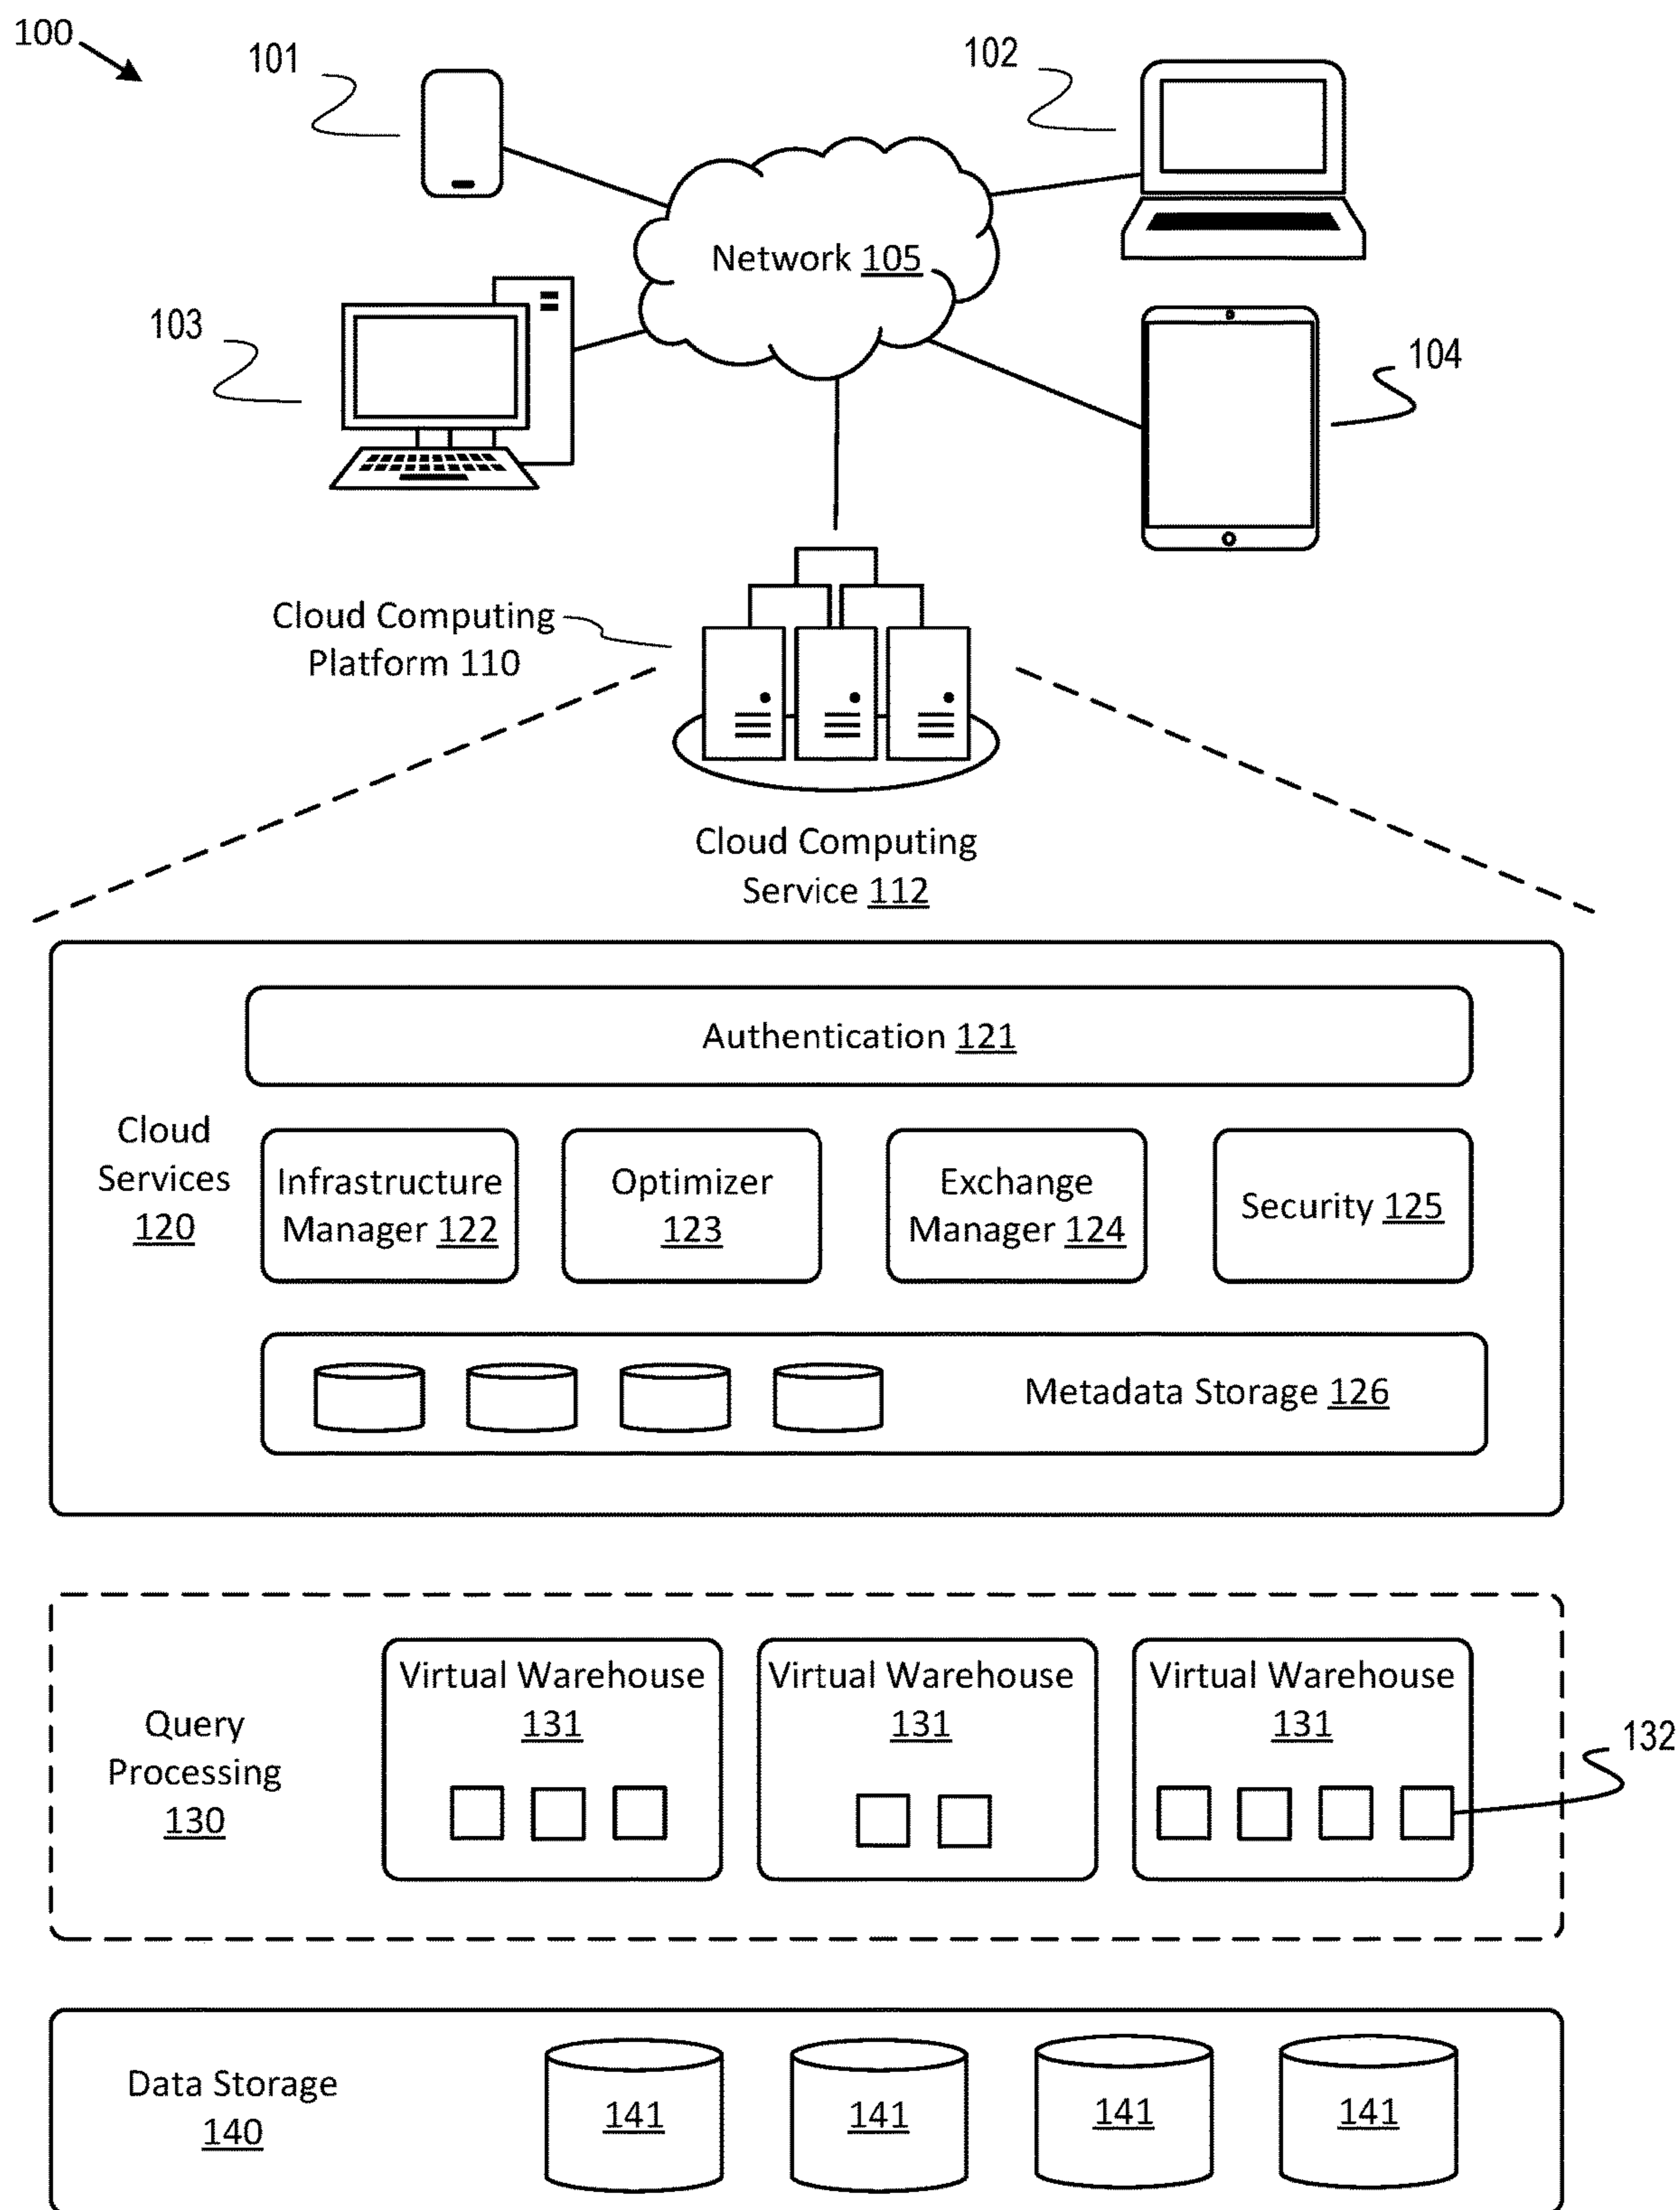 100
101
102
Network 105
103
104
Cloud Computing
Platform 110
Cloud Computing
Service 112
Authentication 121
Cloud
Services
120
Infrastructure
Manager 122
Optimizer
123
Exchange
Manager 124
Security 125
Metadata Storage 126
Query
Processing
130
Virtual Warehouse
131
Virtual Warehouse
131
Virtual Warehouse
131
132
Data Storage
140
141
141
141
141